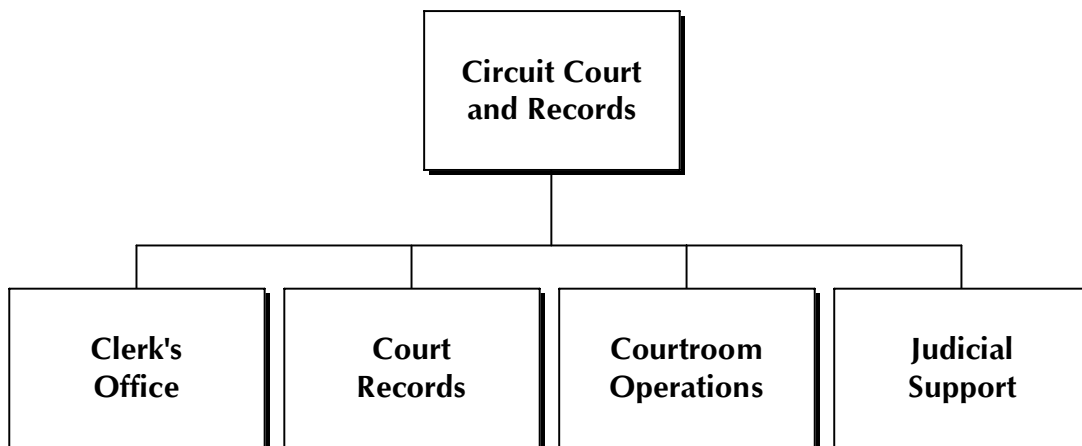 Circuit Court
and Records
Clerk's
Office
Court
Records
Courtroom
Operations
Judicial
Support